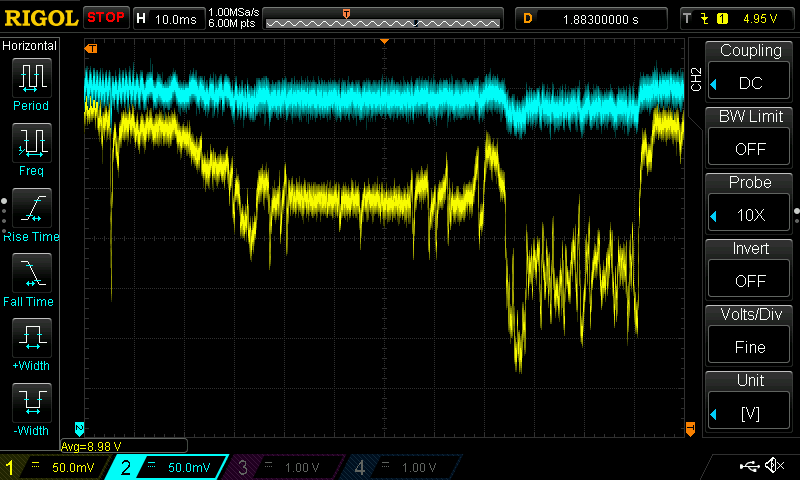 RIGOL STOP H 10.0ms 1.00MSa/s 6.00M pts D 1.88300000 s T 1 4.95 V
Horizontal
Period
Freq
Rise Time
Fall Time
+Width
-Width
T
T
2
T
Avg=8.98 V
CH2
Coupling
DC
BW Limit
OFF
Probe
10X
Invert
OFF
Volts/Div
Fine
Unit
[V]
1 50.0mV 2 50.0mV 3 1.00 V 4 1.00 V